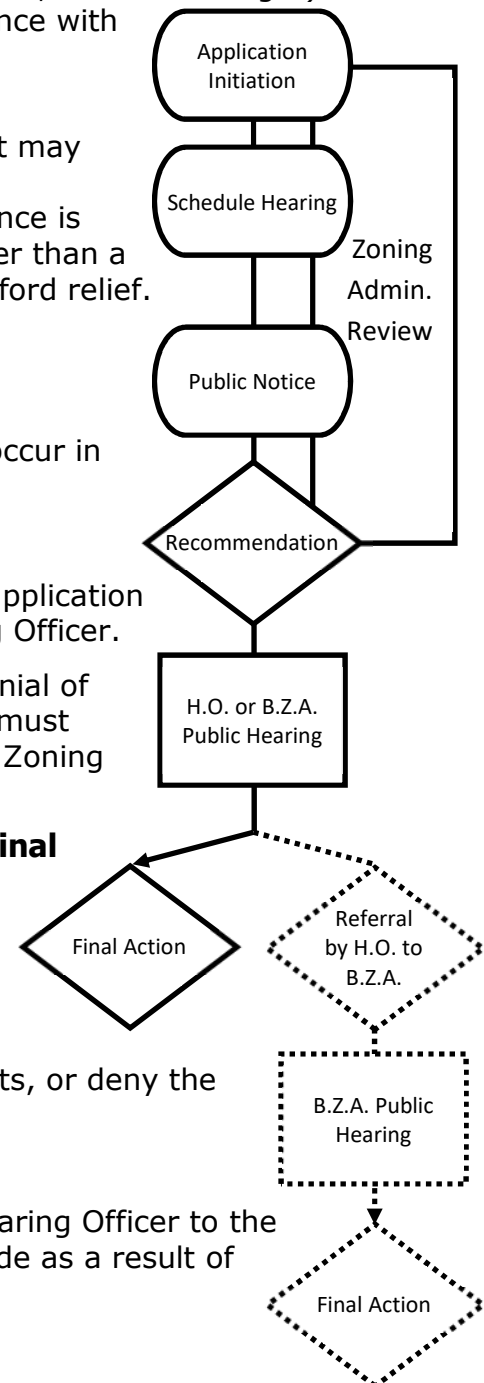 nce with
t may
nce is
er than a
ford relief.
occur in
pplication
g Officer.
nial of
must
Zoning
inal
ts, or deny the
aring Officer to the
de as a result of
Application
Initiation
Schedule Hearing
Zoning
Admin.
Review
Public Notice
Recommendation
H.O. or B.Z.A.
Public Hearing
Final Action
Referral
by H.O. to
B.Z.A.
B.Z.A. Public
Hearing
Final Action